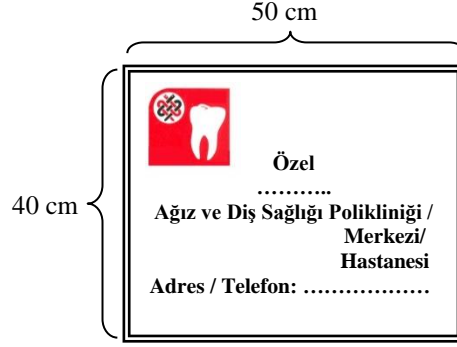 50 cm
40 cm
Özel
………..
Ağız ve Diş Sağlığı Polikliniği /
Merkezi/
Hastanesi
Adres / Telefon: ………………